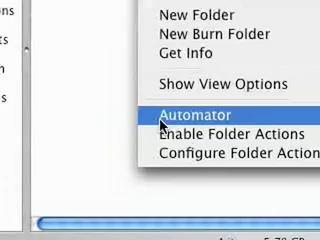 New Folder
New Burn Folder
Get Info
Show View Options
Automator
Enable Folder Actions
Configure Folder Action